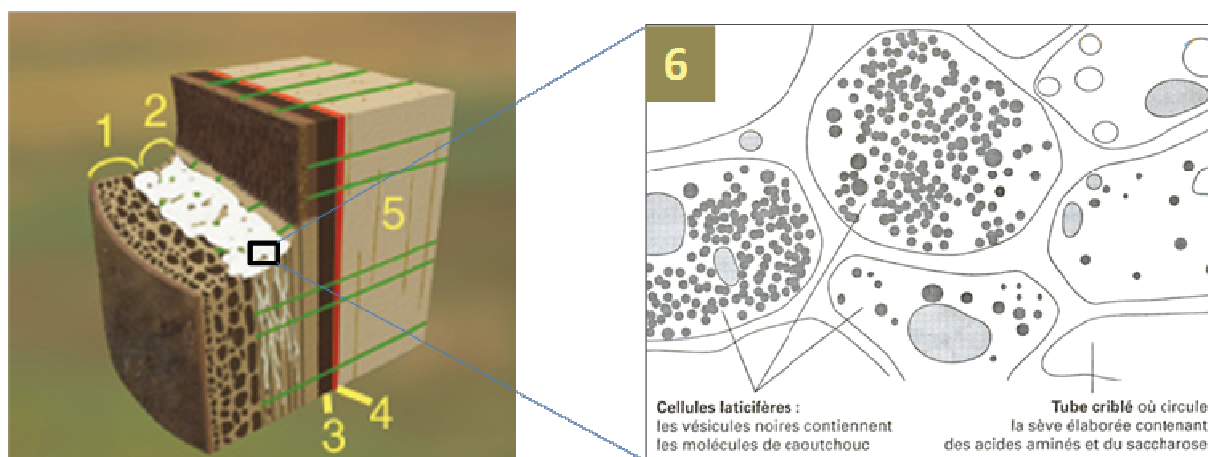 1
2
3
4
5
6
Cellules laticifères :
les vésicules noires contiennent
les molécules de caoutchouc
Tube criblé où circule
la sève élaborée contenant
des acides aminés et du saccharose